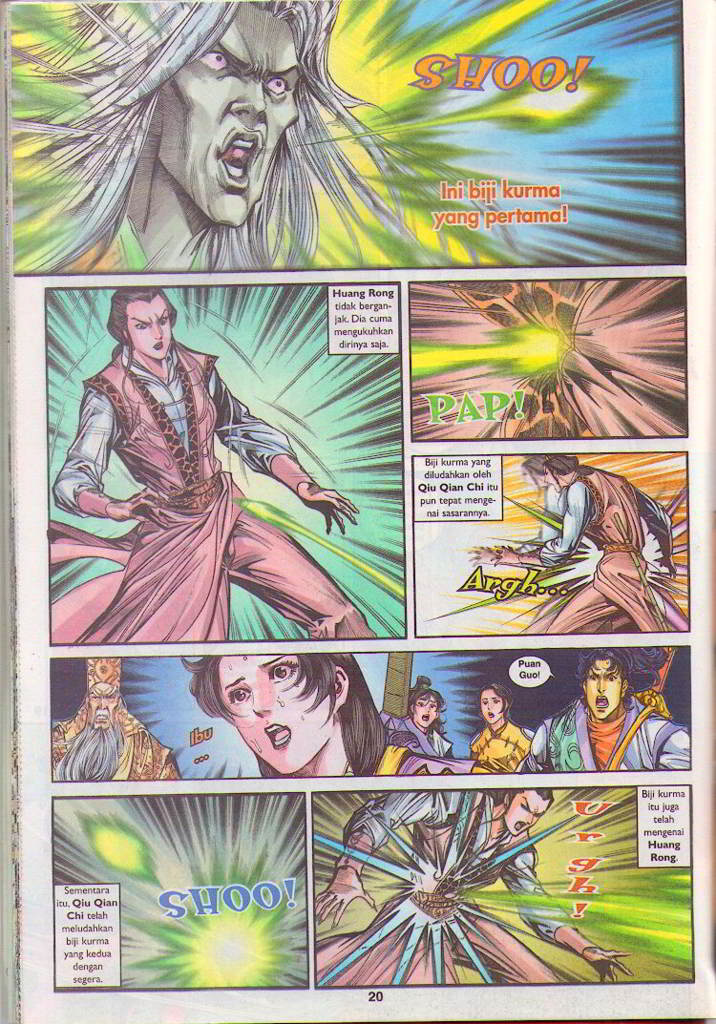 SHOO!
Ini biji kurma
yang pertama!
Huang Rong
tidak bergan-
jak. Dia cuma
mengukuhkan
dirinya saja.
PAP!
Biji kurma yang
diludahkan oleh
Qiu Qian Chi itu
pun tepat menge-
nai sasarannya.
Argh...
Ibu
...
Puan
Guo!
Sementara
itu, Qiu Qian
Chi telah
meludahkan
biji kurma
yang kedua
dengan
segera.
SHOO!
Urgh!
Biji kurma
itu juga
telah
mengenai
Huang
Rong.
20